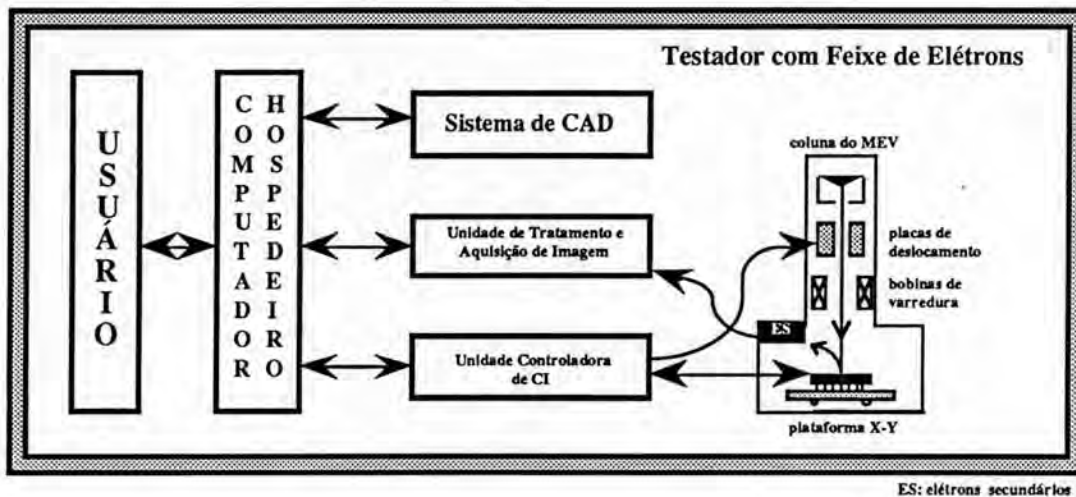 Testador com Feixe de Elétrons
USUÁRIO
COMPUTADOR
HOSPEDEIRO
Sistema de CAD
Unidade de Tratamento e
Aquisição de Imagem
Unidade Controladora
de CI
coluna do MEV
placas de
deslocamento
bobinas de
varredura
ES
plataforma X-Y
ES: elétrons secundários